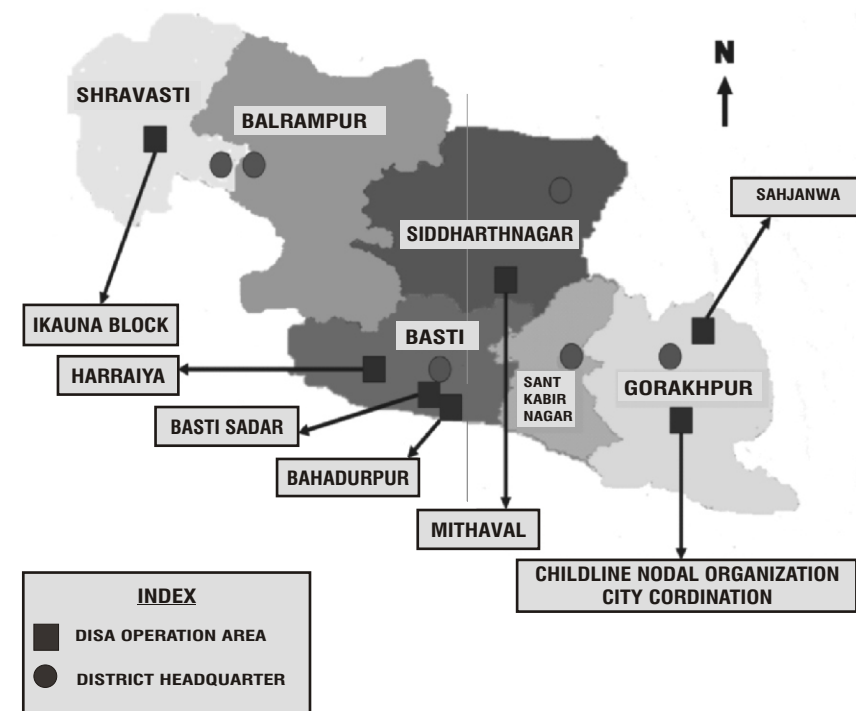 N
SHRAVASTI
BALRAMPUR
SAHJANWA
SIDDHARTHNAGAR
IKAUNA BLOCK
BASTI
HARRAIYA
SANT
KABIR
NAGAR
GORAKHPUR
BASTI SADAR
BAHADURPUR
MITHAVAL
CHILDLINE NODAL ORGANIZATION
CITY CORDINATION
INDEX
DISA OPERATION AREA
DISTRICT HEADQUARTER